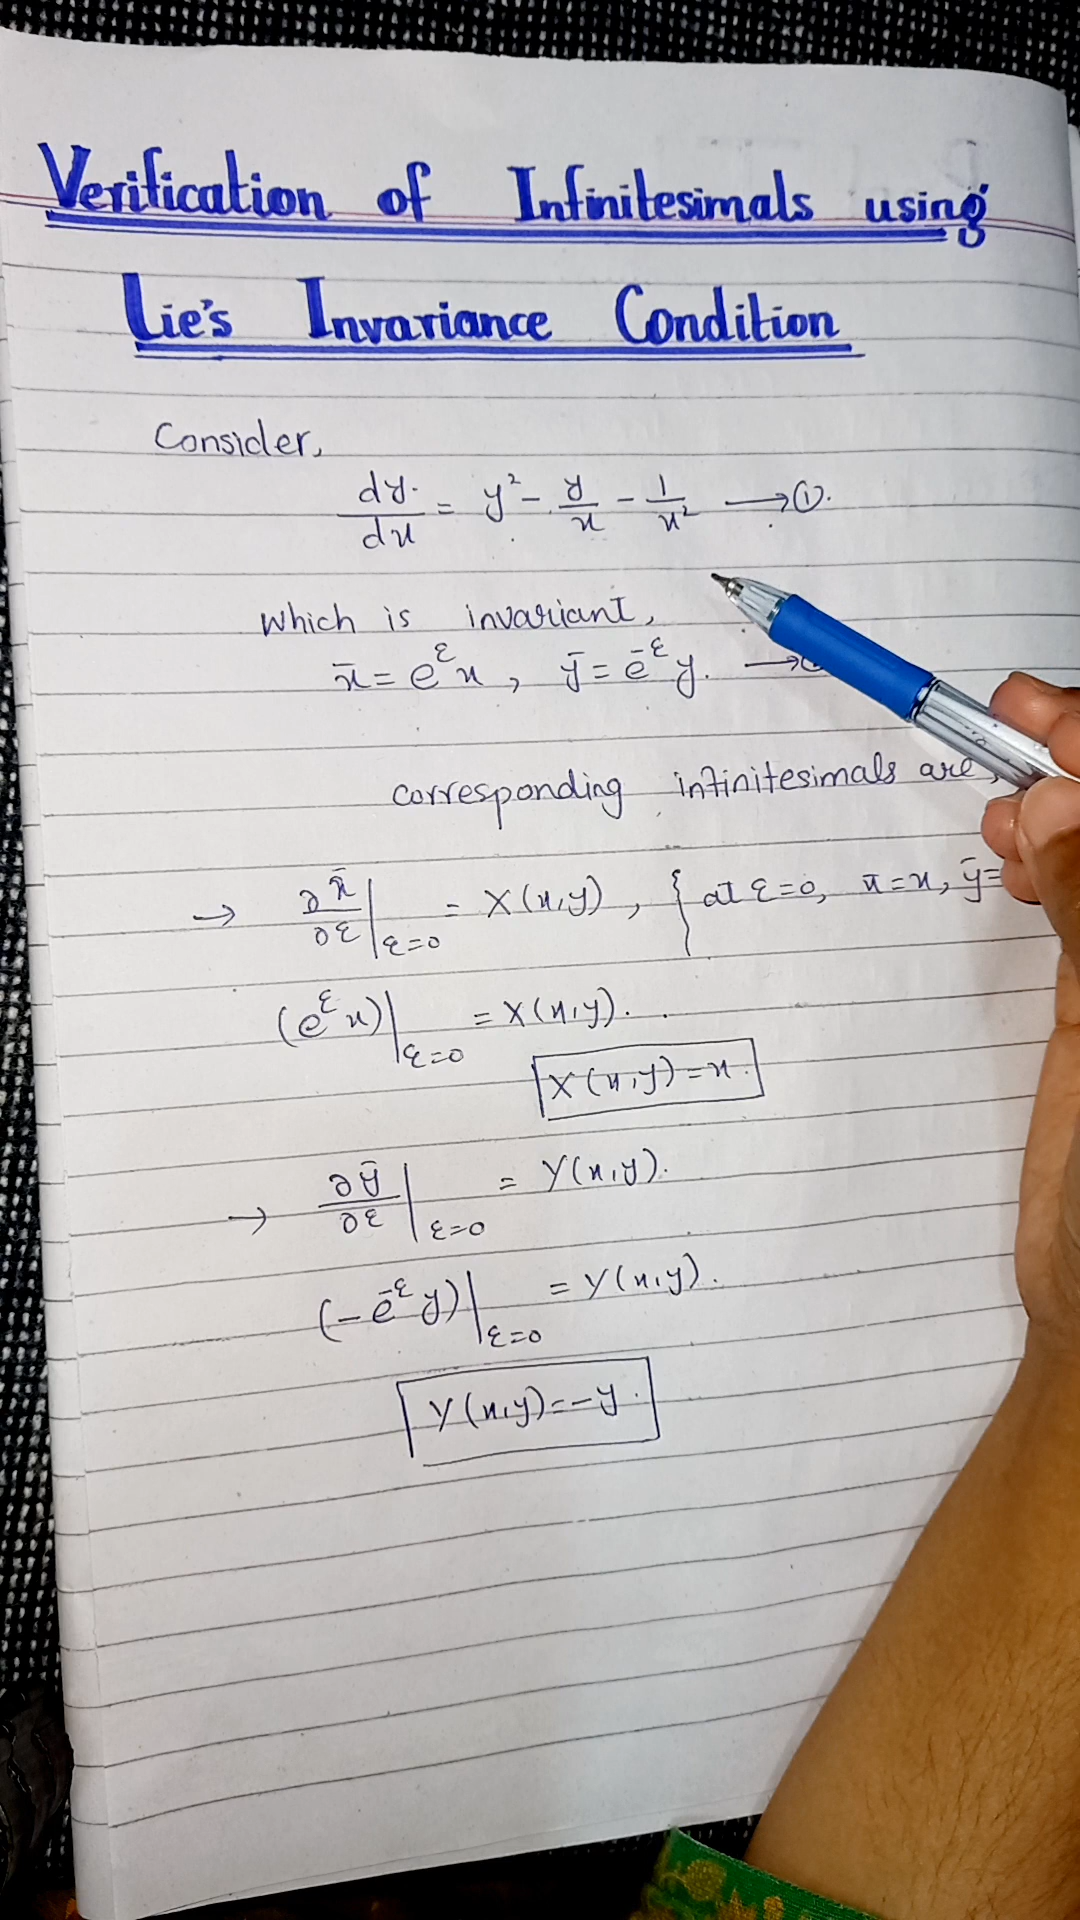 Verification of Infinitesimals using
Lie's Invariance Condition
Consider,
dy/dx = y² - y/x - 1/x² → ①.
which is invariant,
x̄ = e^ε x, ȳ = e^-ε y. →
corresponding infinitesimals are,
→ ∂x̄/∂ε |ε=0 = X(x,y), { at ε=0, x̄=x, ȳ=
(e^ε x)|ε=0 = X(x,y).
X(x,y)=x.
→ ∂ȳ/∂ε |ε=0 = Y(x,y).
(-e^-ε y)|ε=0 = Y(x,y).
Y(x,y)=-y.